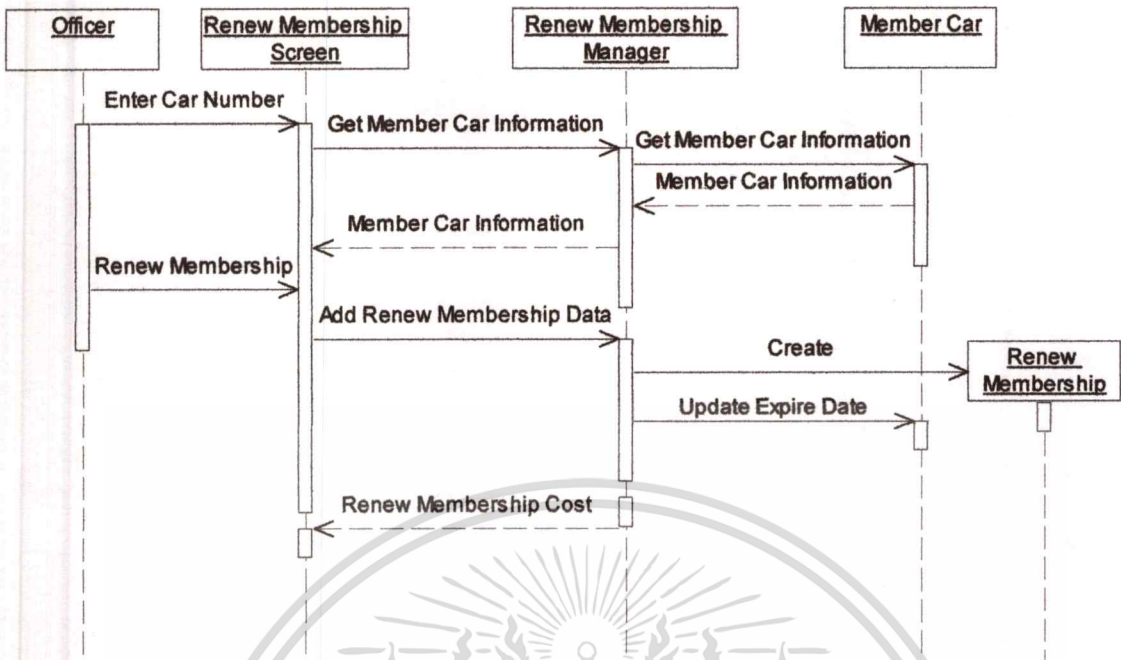 Officer
Renew Membership
Screen
Renew Membership
Manager
Member Car
Enter Car Number
Get Member Car Information
Get Member Car Information
Member Car Information
Member Car Information
Renew Membership
Add Renew Membership Data
Create
Renew
Membership
Update Expire Date
Renew Membership Cost